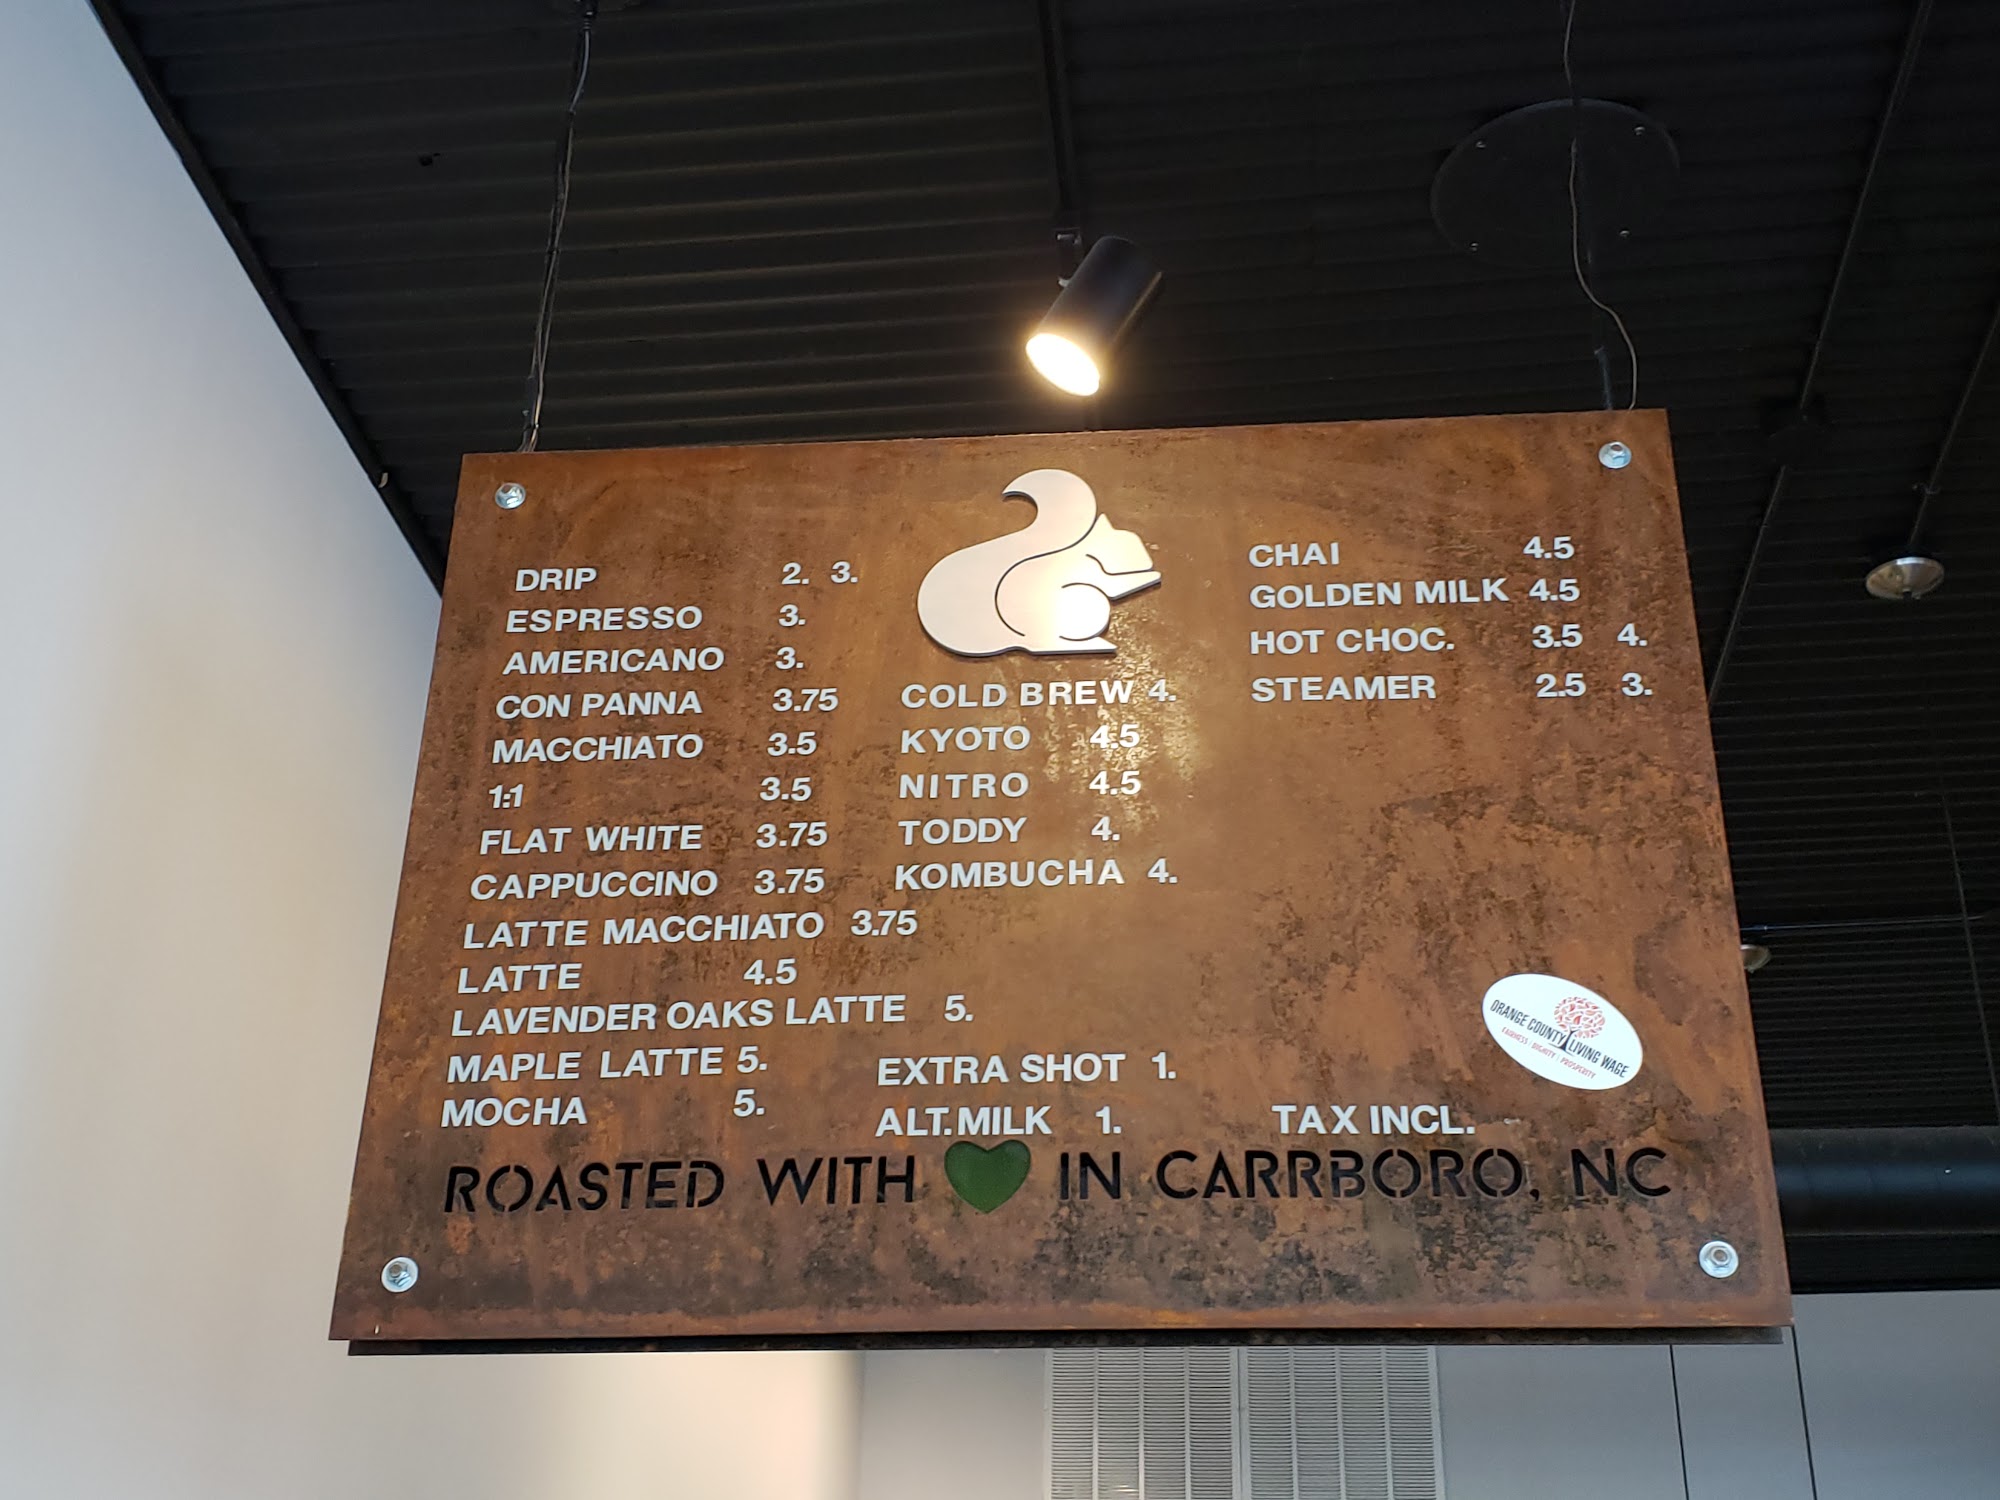 DRIP 2. 3.
ESPRESSO 3.
AMERICANO 3.
CON PANNA 3.75
MACCHIATO 3.5
1:1 3.5
FLAT WHITE 3.75
CAPPUCCINO 3.75
LATTE MACCHIATO 3.75
LATTE 4.5
LAVENDER OAKS LATTE 5.
MAPLE LATTE 5.
MOCHA 5.
COLD BREW 4.
KYOTO 4.5
NITRO 4.5
TODDY 4.
KOMBUCHA 4.
EXTRA SHOT 1.
ALT.MILK 1.
CHAI 4.5
GOLDEN MILK 4.5
HOT CHOC. 3.5 4.
STEAMER 2.5 3.
ORANGE COUNTY LIVING WAGE
FAIRNESS | DIGNITY | PROSPERITY
TAX INCL.
ROASTED WITH IN CARRBORO, NC